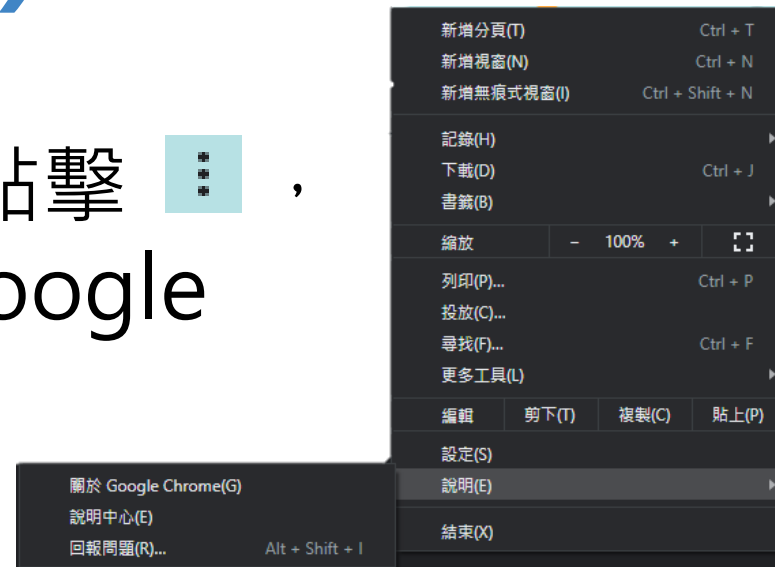 點擊 ，
oogle
新增分頁(T) Ctrl + T
新增視窗(N) Ctrl + N
新增無痕式視窗(I) Ctrl + Shift + N
記錄(H)
下載(D) Ctrl + J
書籤(B)
縮放 - 100% +
列印(P)... Ctrl + P
投放(C)...
尋找(F)... Ctrl + F
更多工具(L)
編輯 剪下(T) 複製(C) 貼上(P)
設定(S)
說明(E)
結束(X)
關於 Google Chrome(G)
說明中心(E)
回報問題(R)... Alt + Shift + I